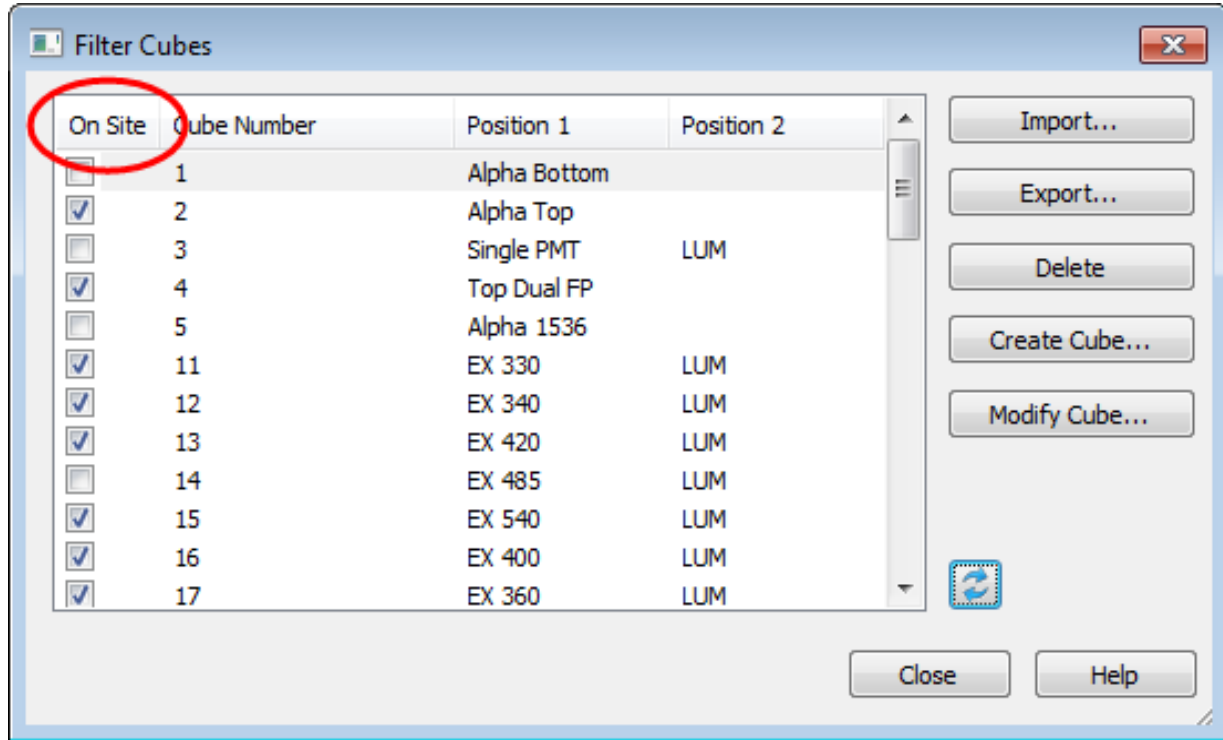 Filter Cubes
On Site Cube Number Position 1 Position 2
1 Alpha Bottom
2 Alpha Top
3 Single PMT LUM
4 Top Dual FP
5 Alpha 1536
11 EX 330 LUM
12 EX 340 LUM
13 EX 420 LUM
14 EX 485 LUM
15 EX 540 LUM
16 EX 400 LUM
17 EX 360 LUM
Import...
Export...
Delete
Create Cube...
Modify Cube...
Close Help